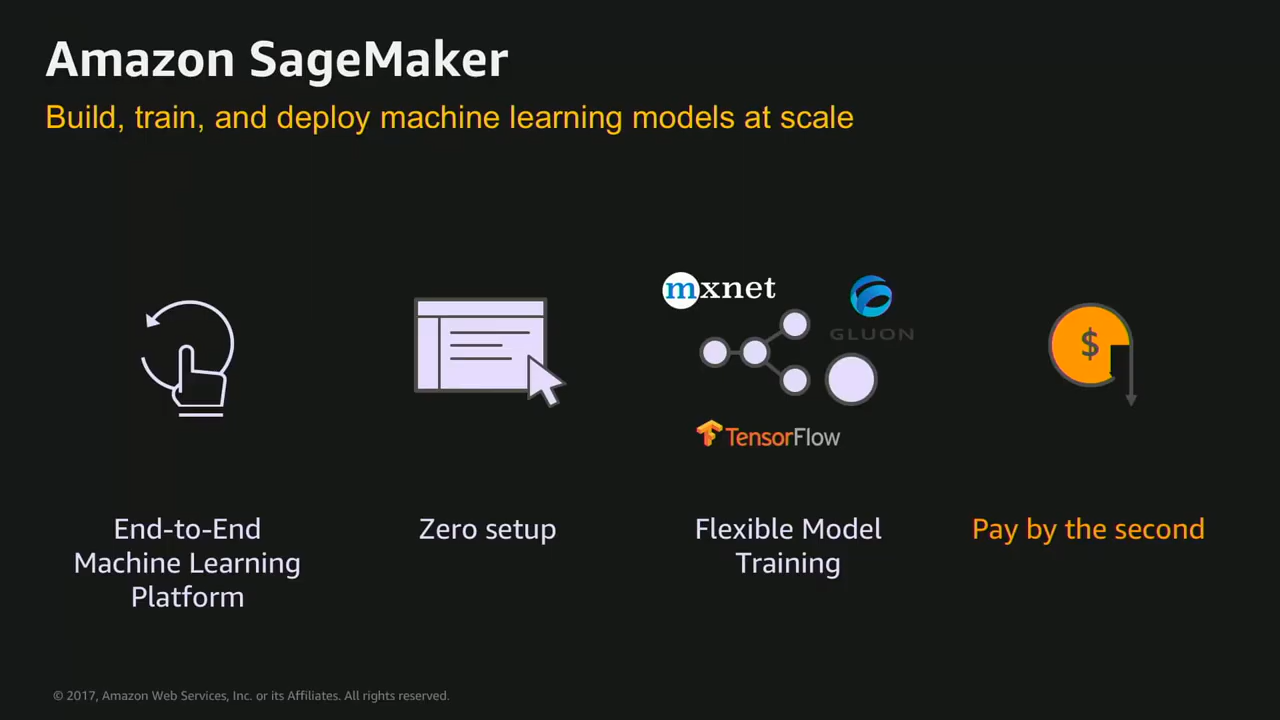 Amazon SageMaker
Build, train, and deploy machine learning models at scale
mxnet
GLUON
TensorFlow
$
End-to-End
Machine Learning
Platform
Zero setup
Flexible Model
Training
Pay by the second
© 2017, Amazon Web Services, Inc. or its Affiliates. All rights reserved.